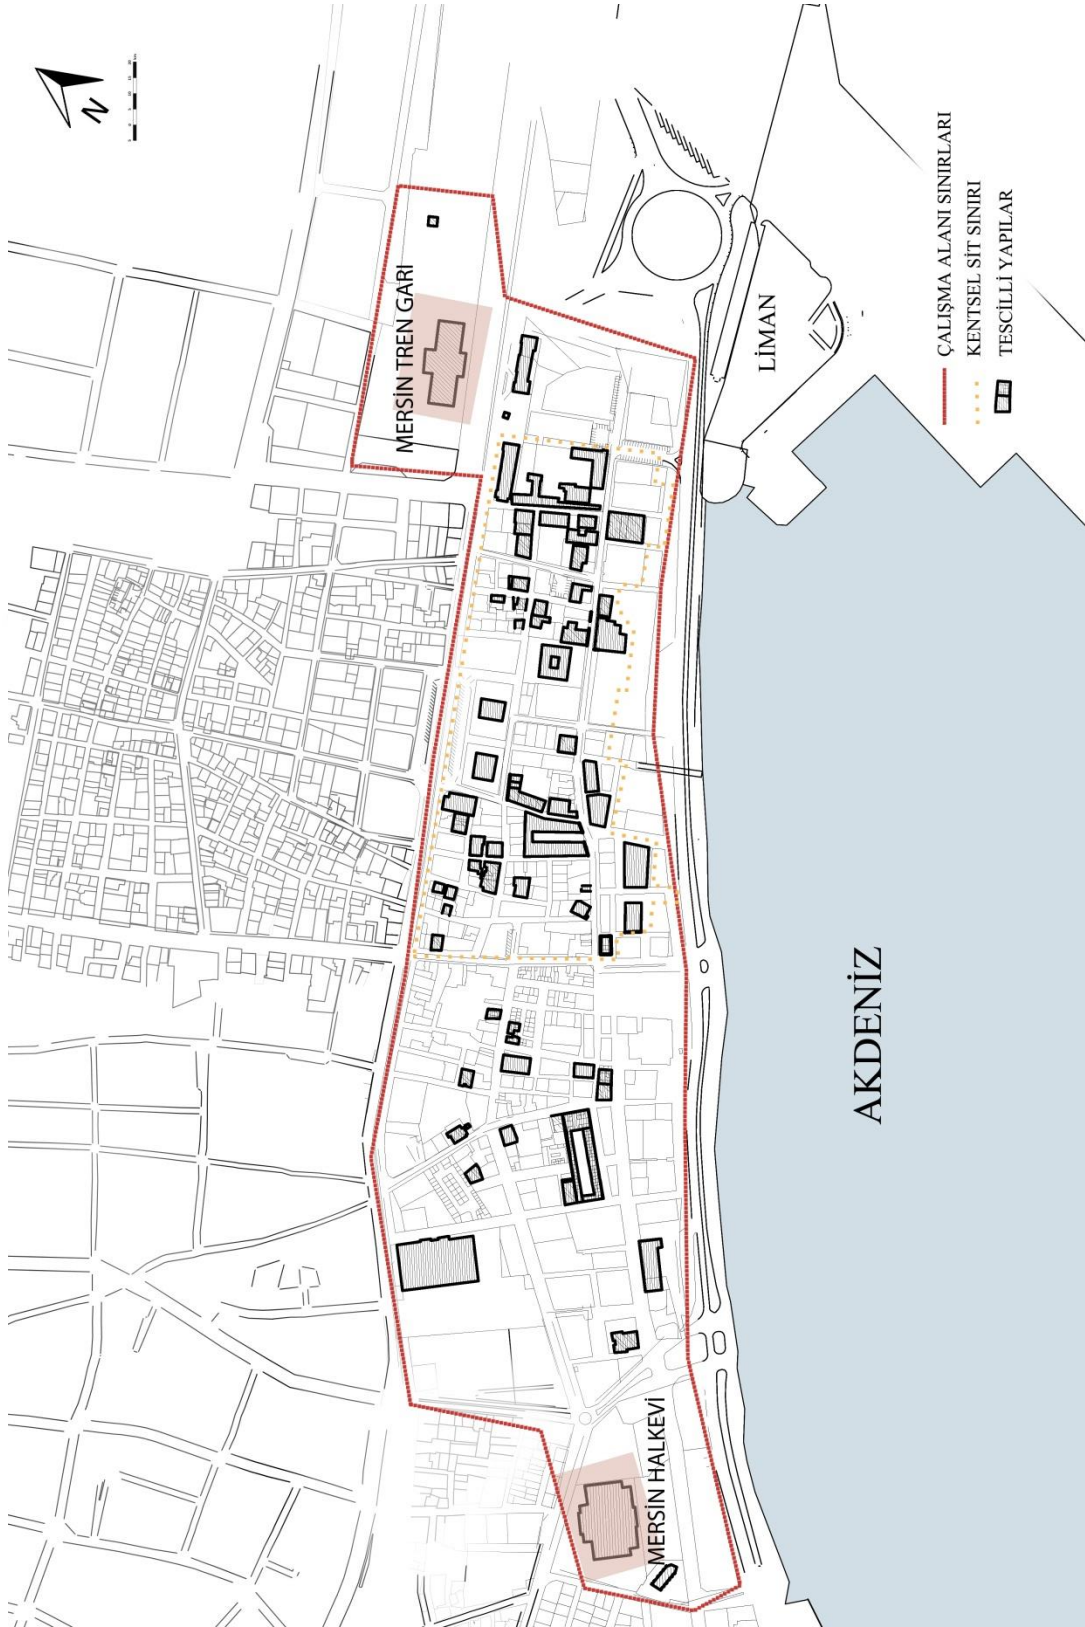 N
MERSİN TREN GARI
LİMAN
ÇALIŞMA ALANI SINIRLARI
KENTSEL SİT SINIRI
TESCİLLİ YAPILAR
AKDENİZ
MERSİN HALKEVİ